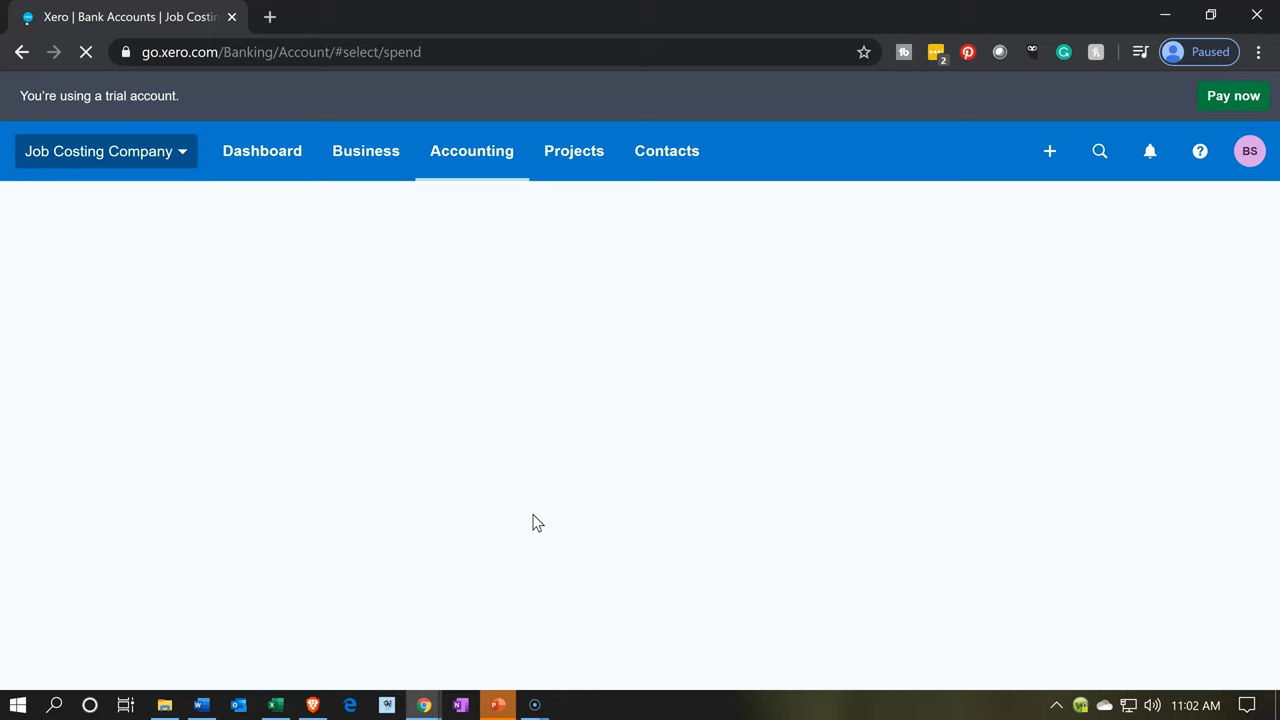 Xero | Bank Accounts | Job Costin
go.xero.com/Banking/Account/#select/spend
2
Paused
You're using a trial account.
Pay now
Job Costing Company
Dashboard
Business
Accounting
Projects
Contacts
BS
11:02 AM